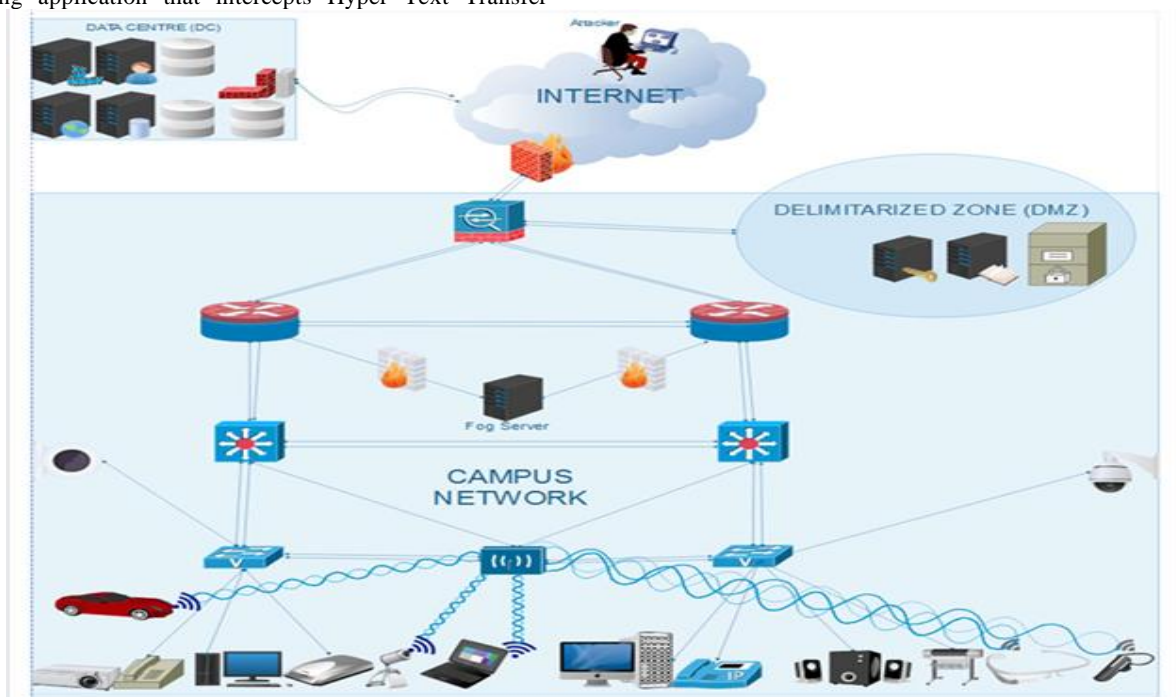 ng application that intercepts Hyper Text Transfer
DATA CENTRE (DC)
Attacker
INTERNET
DELIMITARIZED ZONE (DMZ)
Fog Server
CAMPUS
NETWORK
V
V
IP